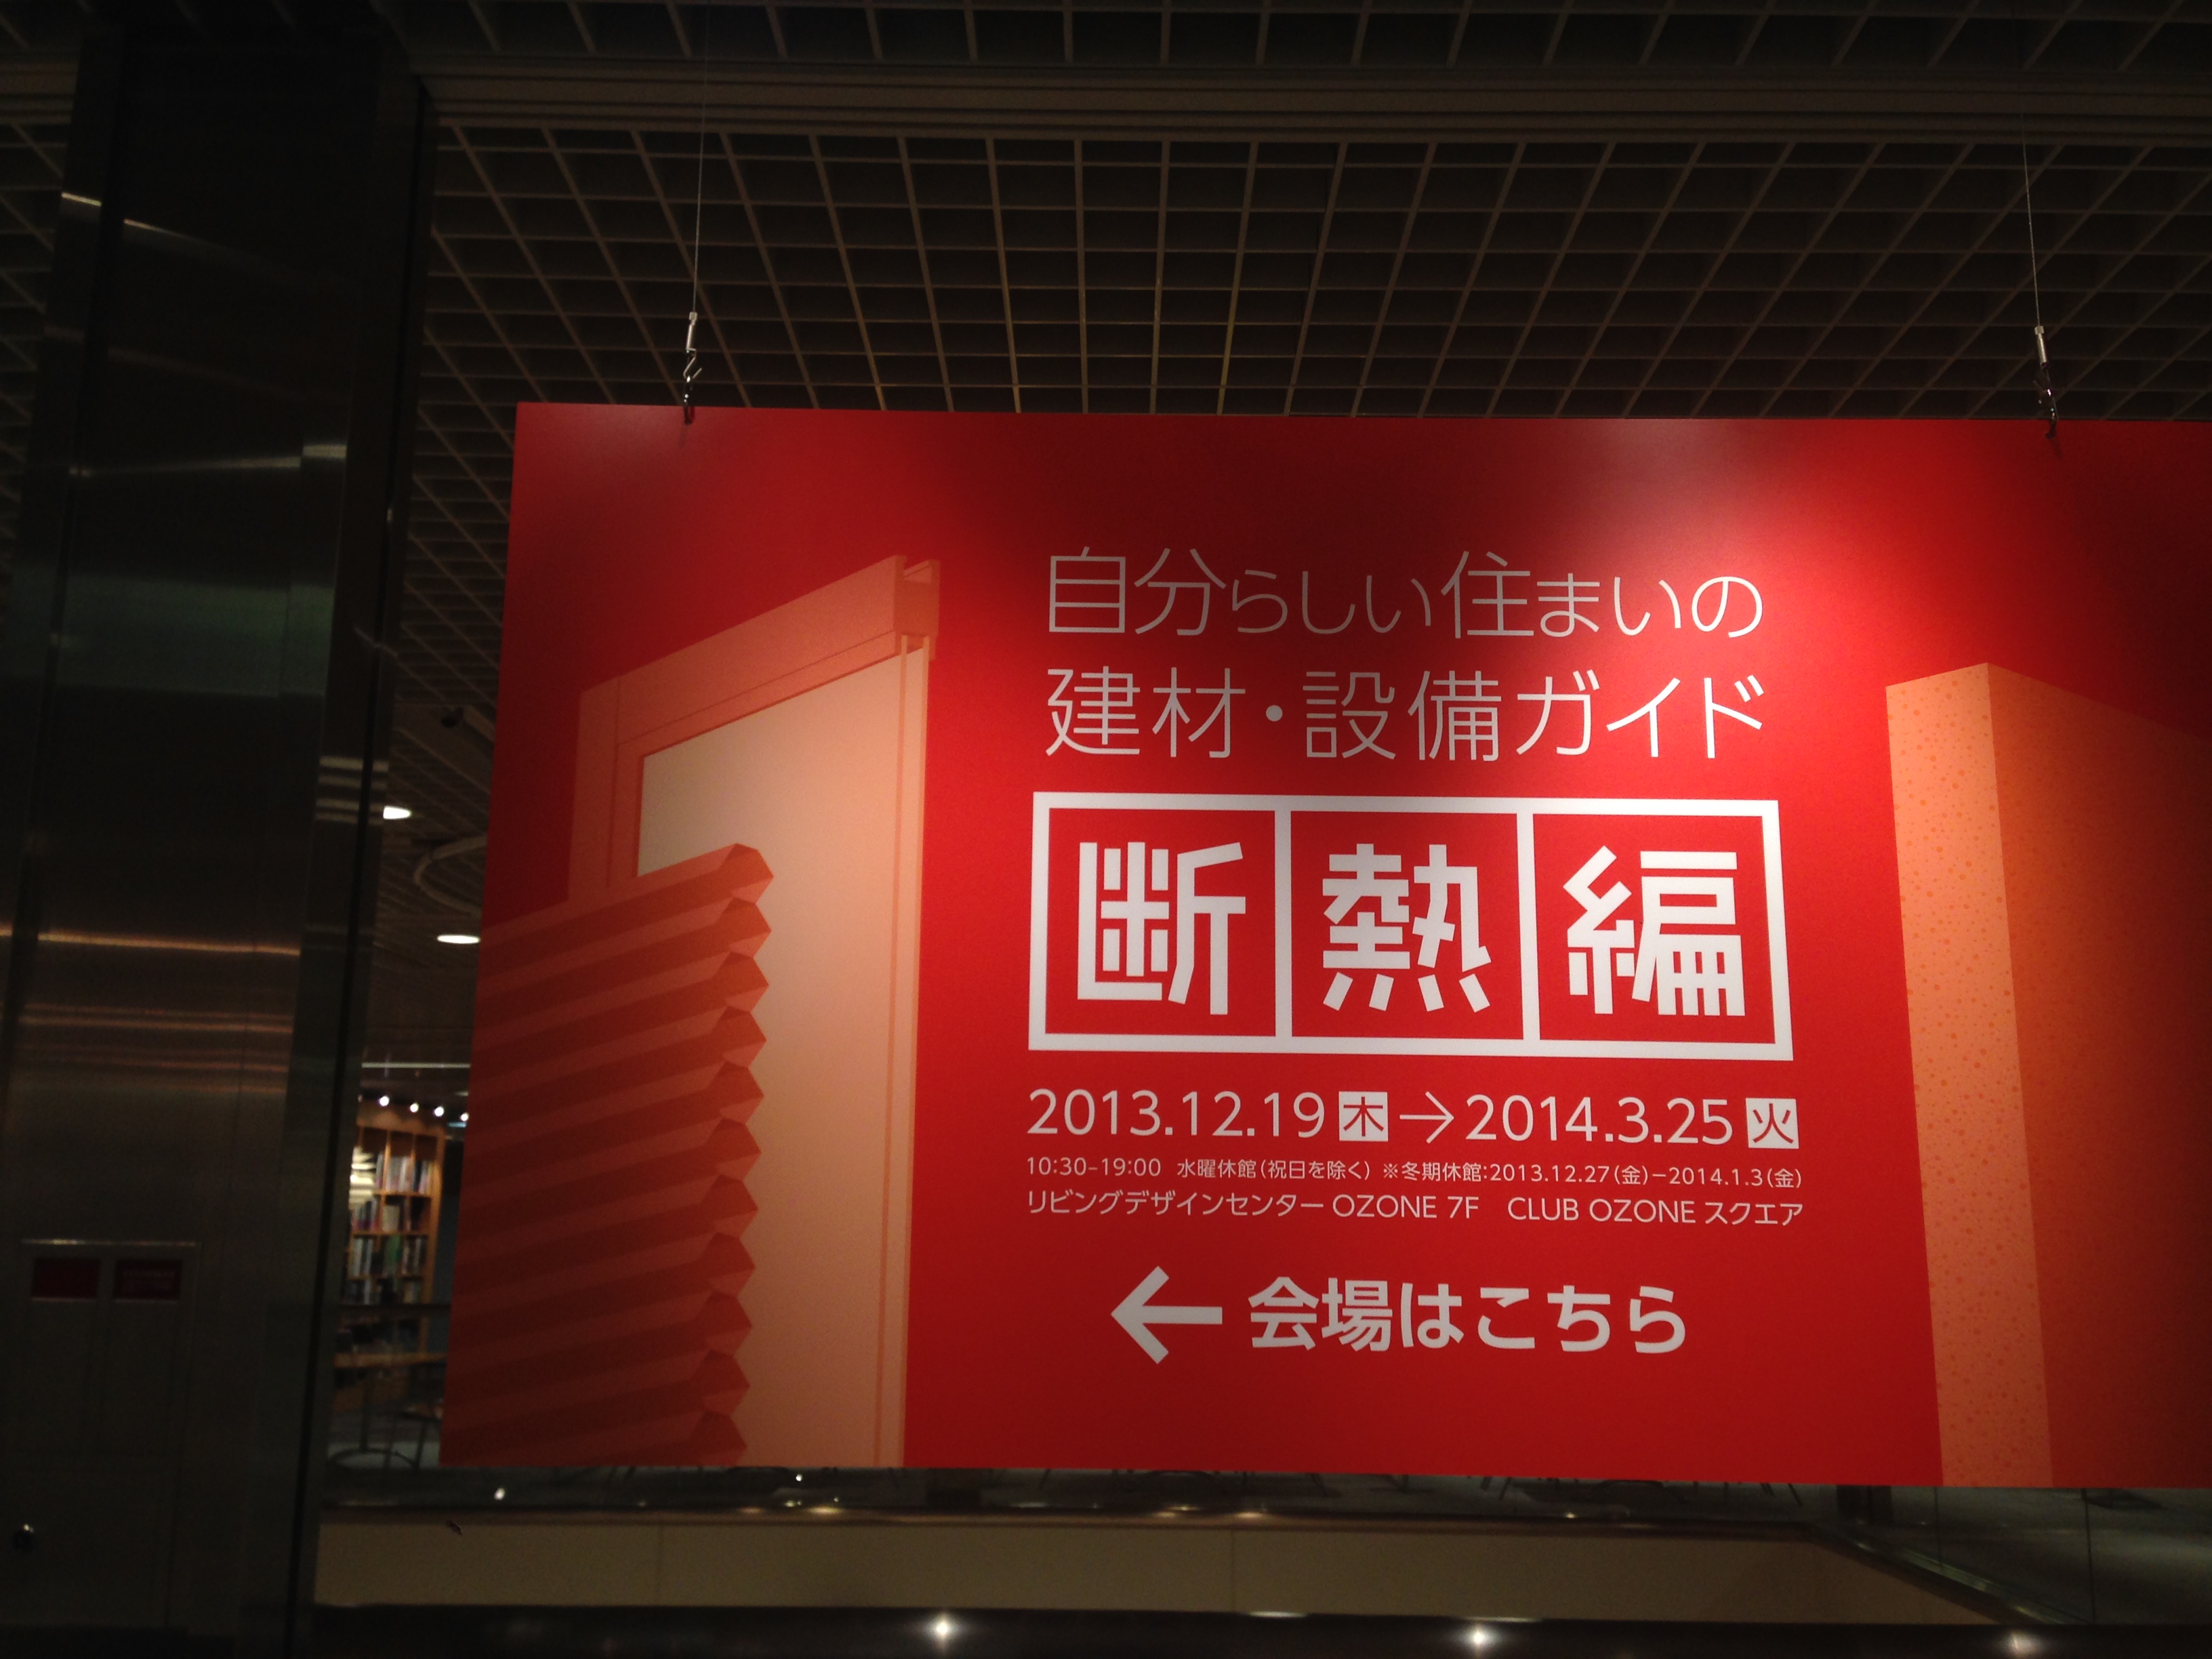 自分らしい住まいの
建材・設備ガイド
断熱編
2013.12.19 木 → 2014.3.25 火
10:30–19:00 水曜休館(祝日を除く) ※冬期休館:2013.12.27(金)–2014.1.3(金)
リビングデザインセンター OZONE 7F CLUB OZONE スクエア
← 会場はこちら